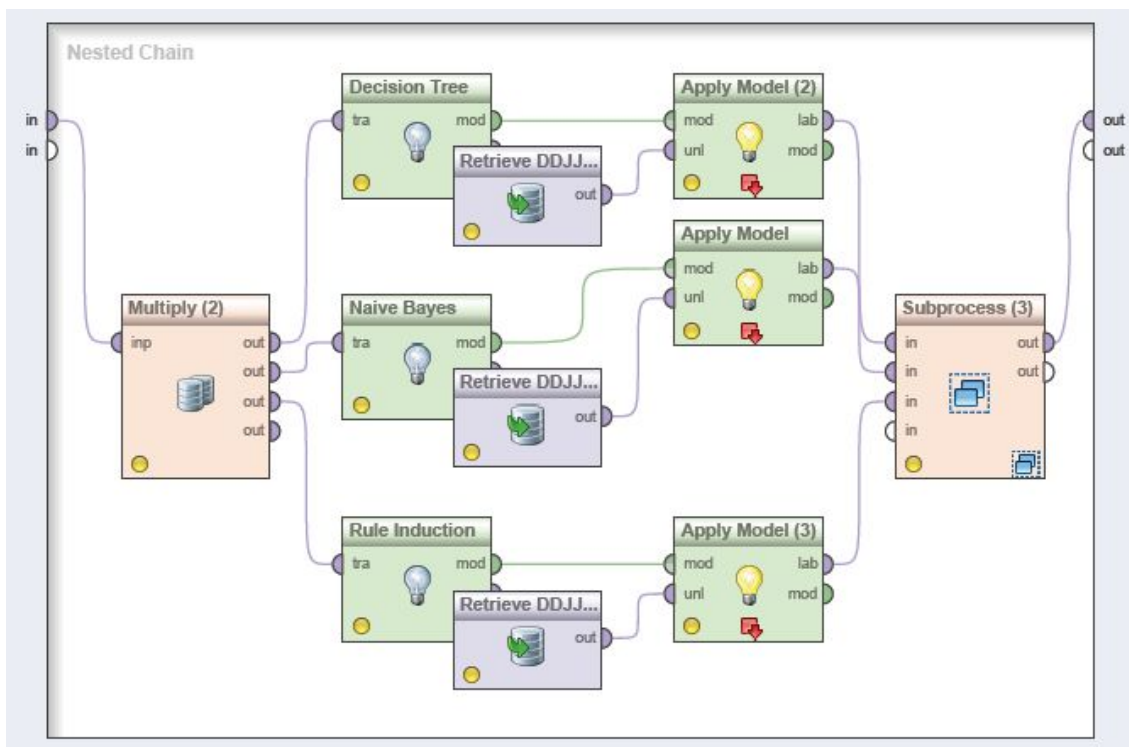 Nested Chain
in
in
Decision Tree
tra
mod
Retrieve DDJJ...
out
Apply Model (2)
mod
lab
unl
mod
out
out
Multiply (2)
inp
out
out
out
out
Naive Bayes
tra
mod
Retrieve DDJJ...
out
Apply Model
mod
lab
unl
mod
Subprocess (3)
in
out
in
out
in
in
Rule Induction
tra
mod
Retrieve DDJJ...
out
Apply Model (3)
mod
lab
unl
mod